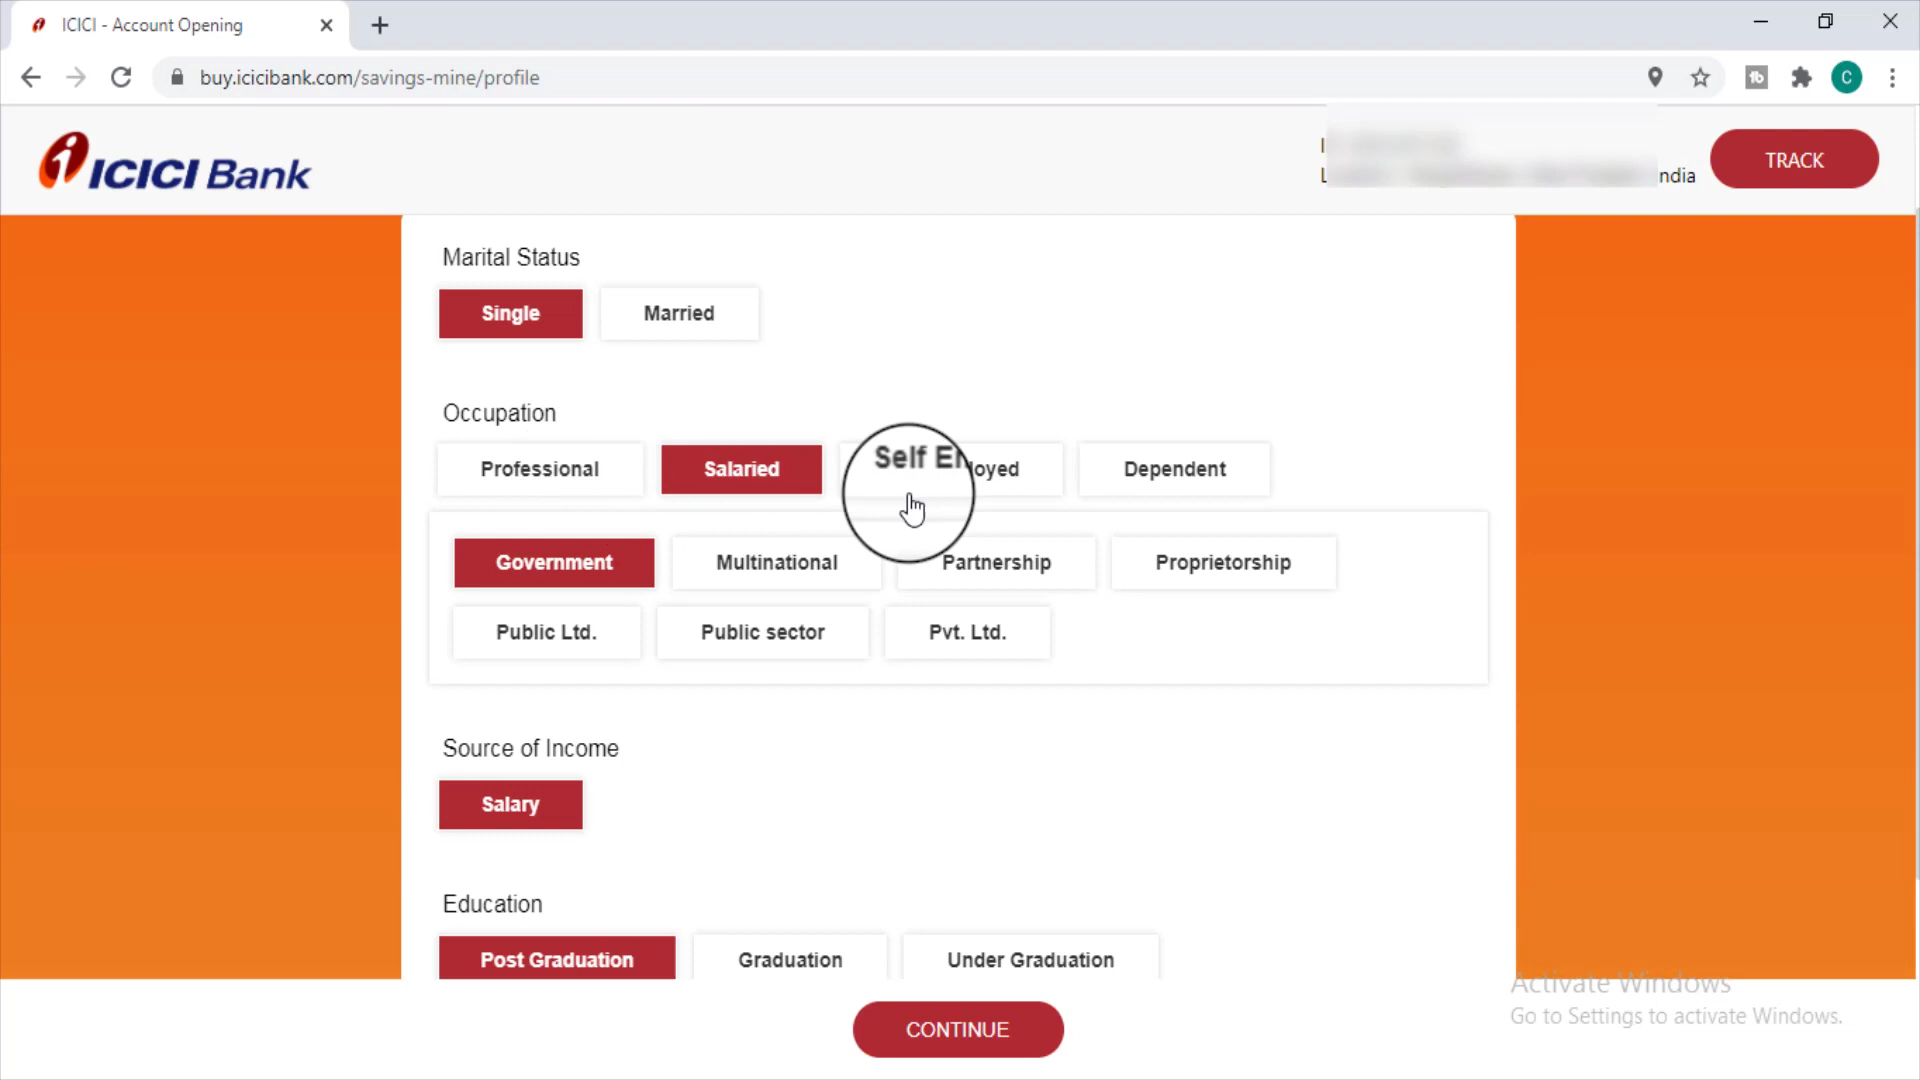 ICICI - Account Opening
buy.icicibank.com/savings-mine/profile
C
ICICI Bank
ndia
TRACK
Marital Status
Single Married
Occupation
Professional Salaried Self Employed Dependent
Government Multinational Partnership Proprietorship
Public Ltd. Public sector Pvt. Ltd.
Source of Income
Salary
Education
Post Graduation Graduation Under Graduation
CONTINUE
Activate Windows
Go to Settings to activate Windows.